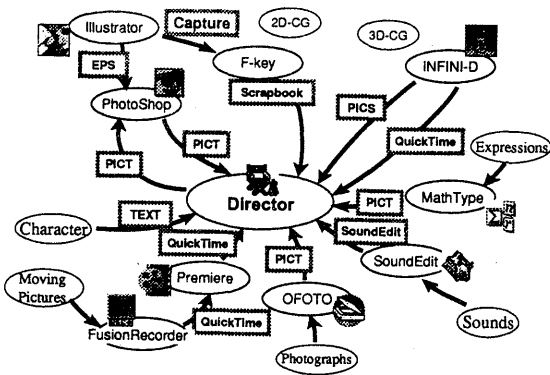 Illustrator
Capture
2D-CG
3D-CG
F-key
INFINI-D
EPS
Scrapbook
PhotoShop
PICS
PICT
PICT
QuickTime
Expressions
Director
PICT
MathType
TEXT
Character
QuickTime
SoundEdit
SoundEdit
Moving
Pictures
Premiere
PICT
OFOTO
FusionRecorder
QuickTime
Sounds
Photographs